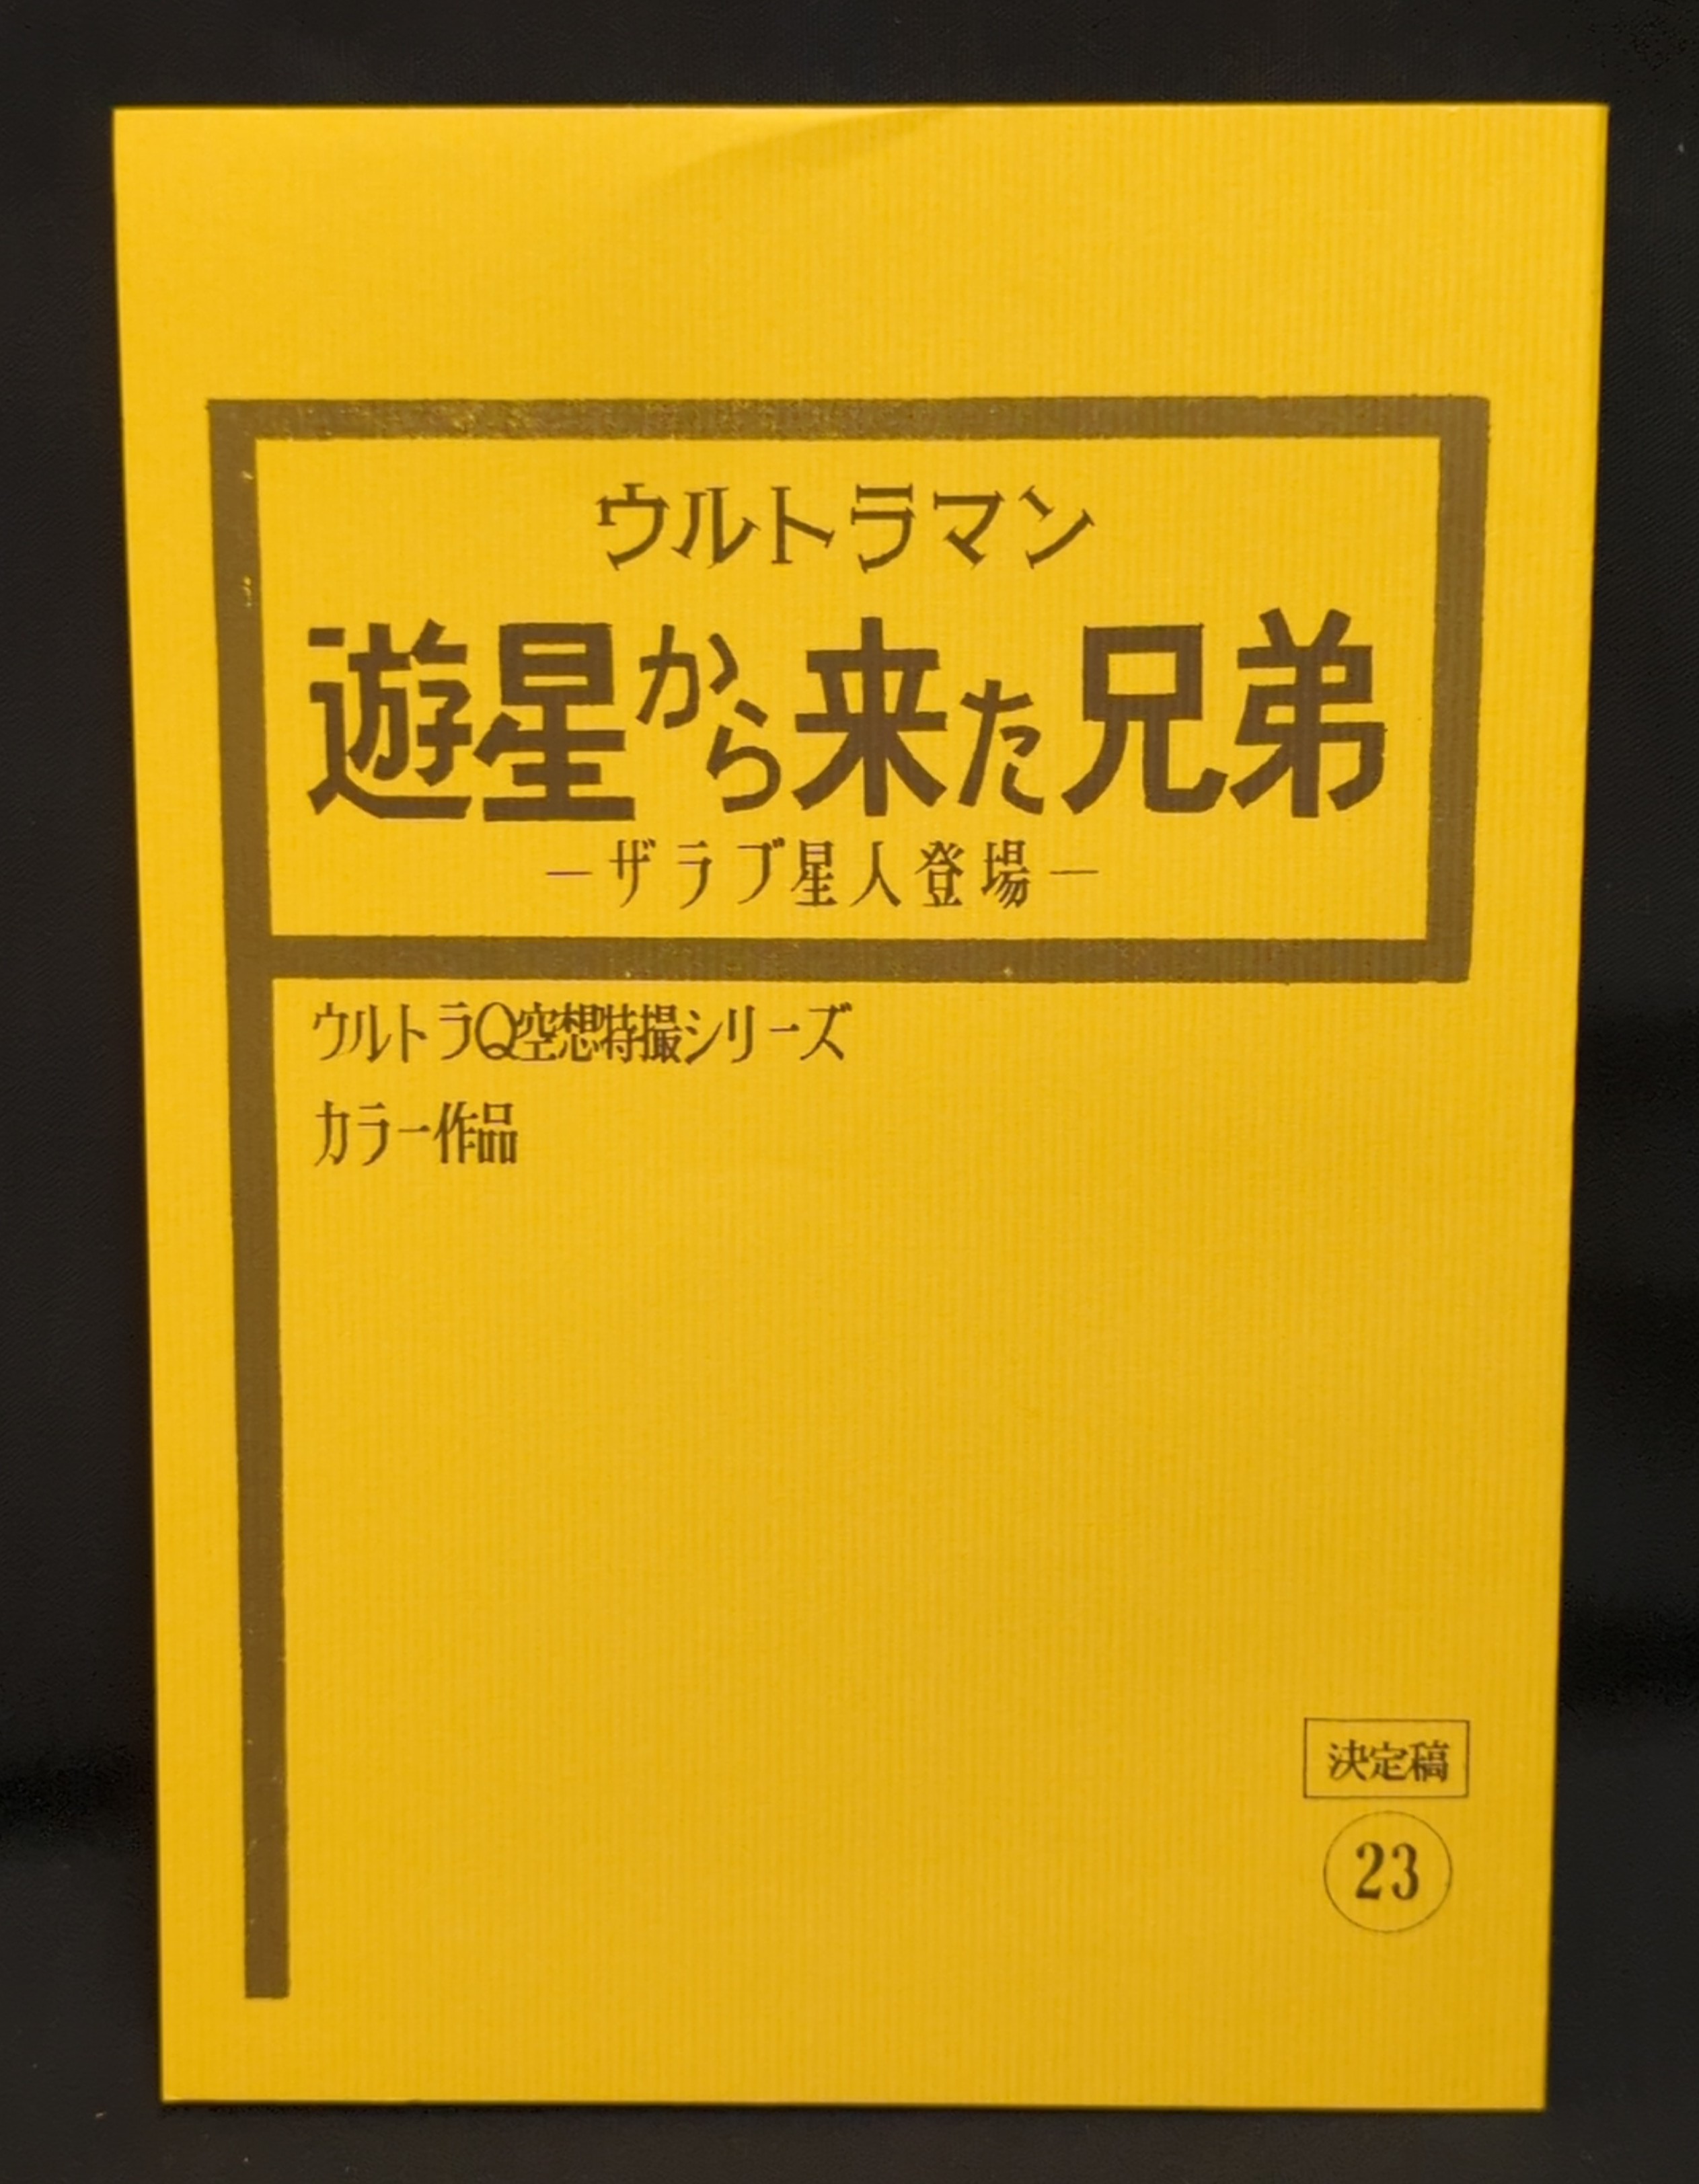 ウルトラマン
遊星から来た兄弟
―ザラブ星人登場―
ウルトラQ空想特撮シリーズ
カラー作品
決定稿
23